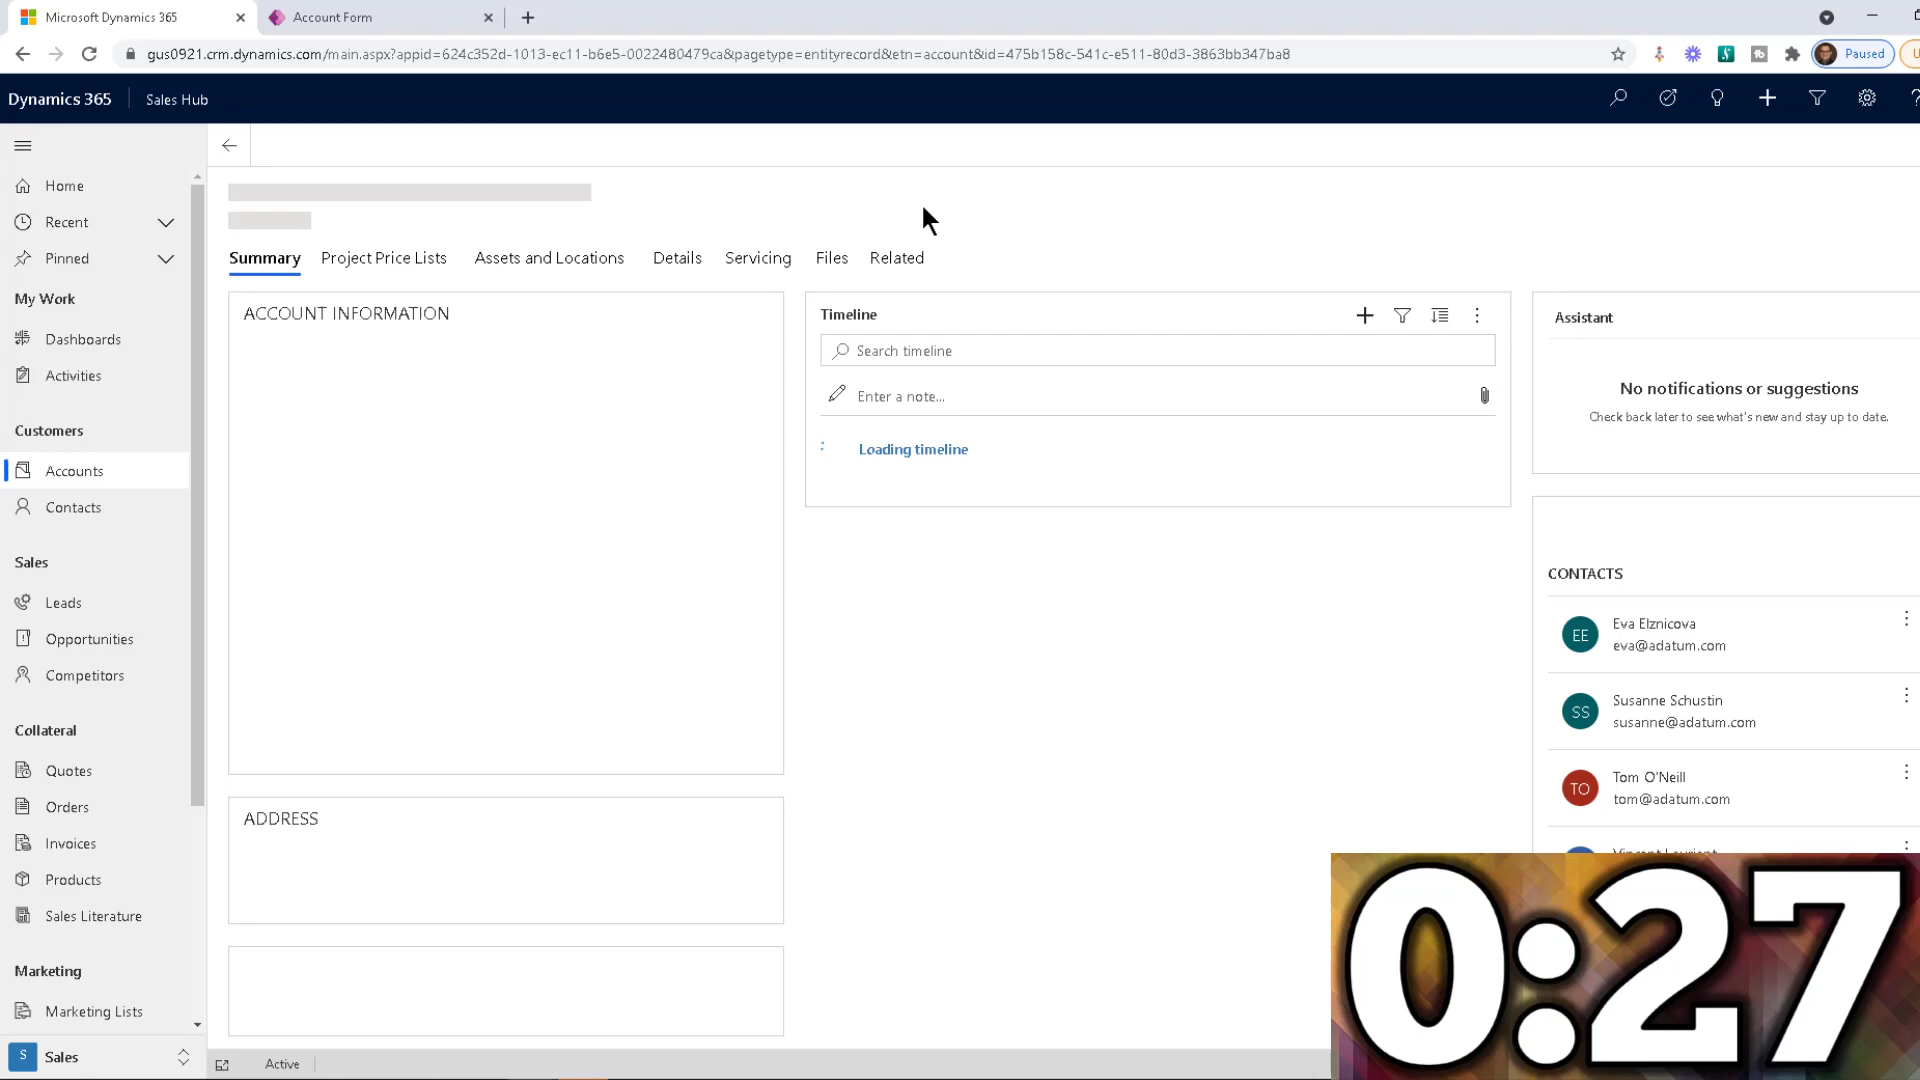 Microsoft Dynamics 365
Account Form
gus0921.crm.dynamics.com/main.aspx?appid=624c352d-1013-ec11-b6e5-0022480479ca&pagetype=entityrecord&etn=account&id=475b158c-541c-e511-80d3-3863bb347ba8
Paused
Dynamics 365
Sales Hub
Home
Recent
Pinned
My Work
Dashboards
Activities
Customers
Accounts
Contacts
Sales
Leads
Opportunities
Competitors
Collateral
Quotes
Orders
Invoices
Products
Sales Literature
Marketing
Marketing Lists
S Sales
Summary Project Price Lists Assets and Locations Details Servicing Files Related
ACCOUNT INFORMATION
ADDRESS
Timeline
Search timeline
Enter a note...
Loading timeline
Assistant
No notifications or suggestions
Check back later to see what's new and stay up to date.
CONTACTS
EE
Eva Elznicova
eva@adatum.com
SS
Susanne Schustin
susanne@adatum.com
TO
Tom O'Neill
tom@adatum.com
Active
0:27